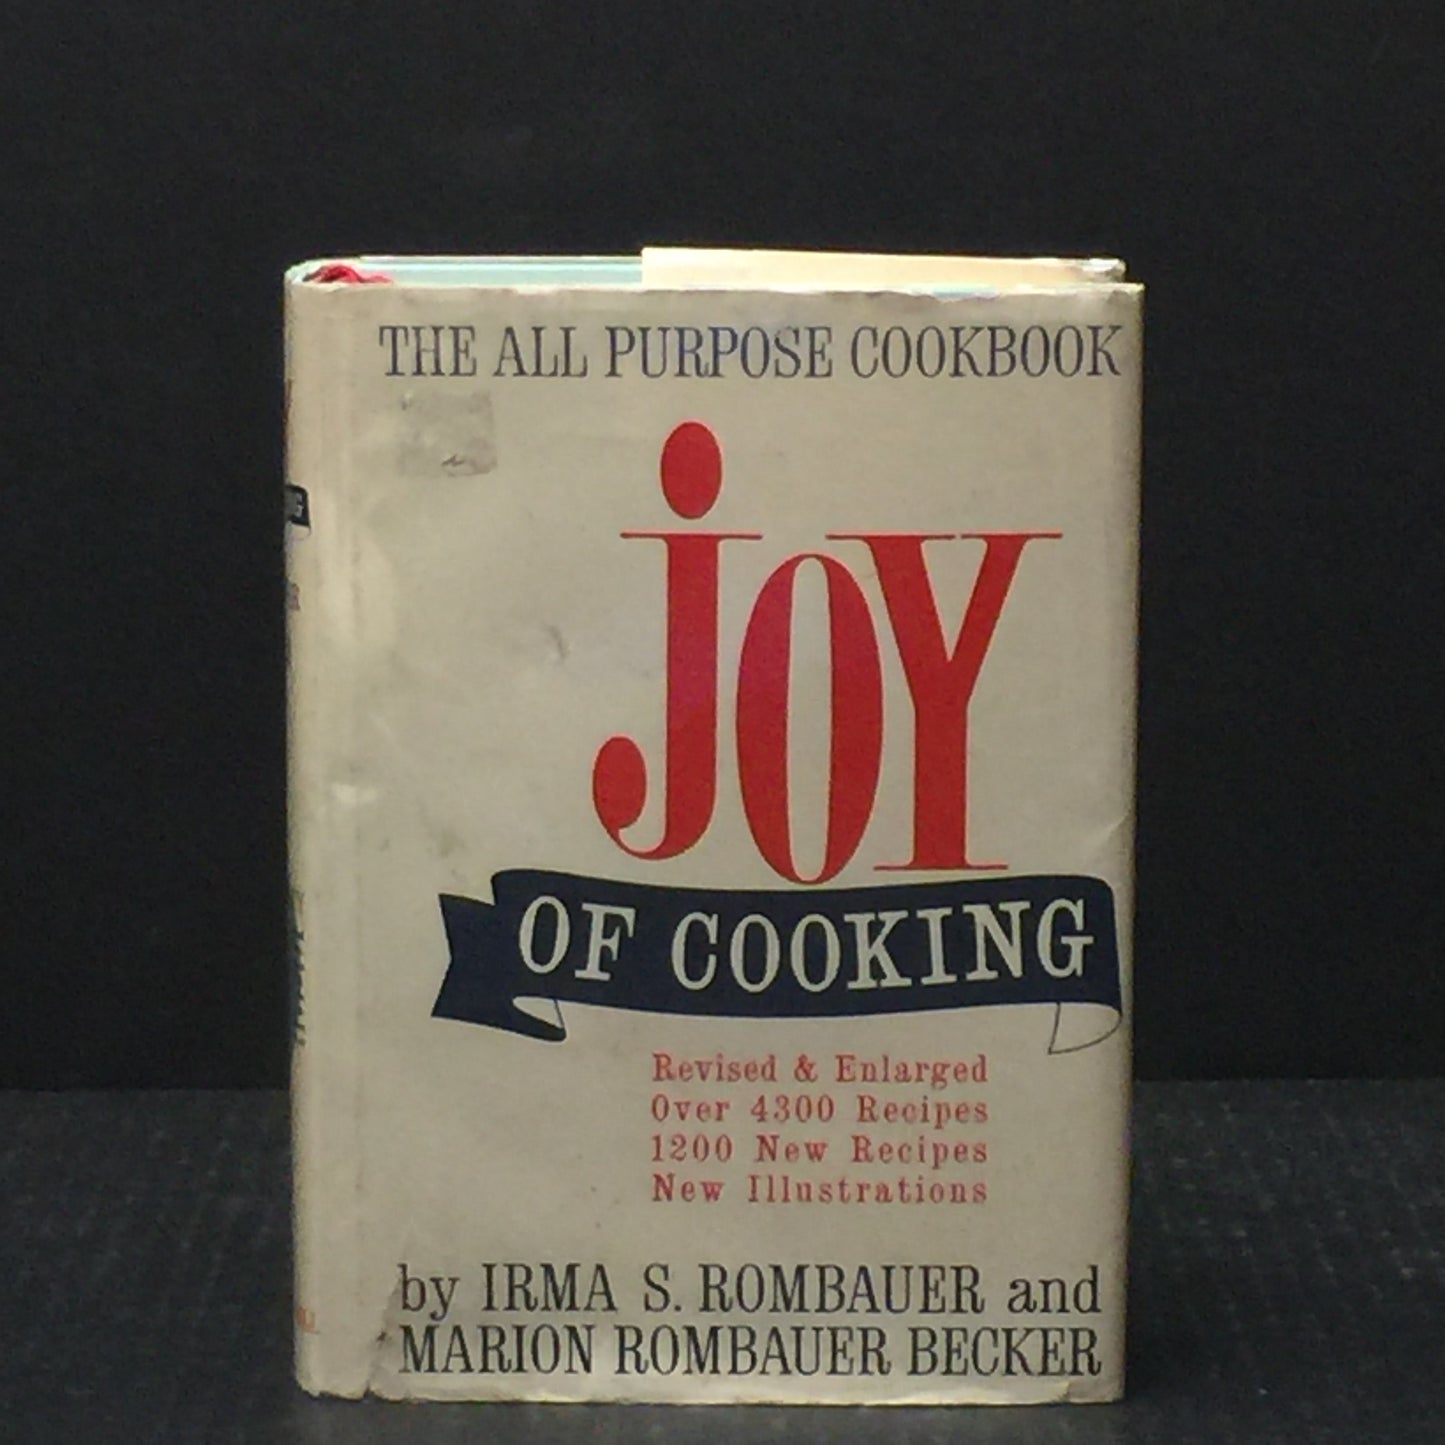 THE ALL PURPOSE COOKBOOK
joY
OF COOKING
Revised & Enlarged
Over 4300 Recipes
1200 New Recipes
New Illustrations
by IRMA S. ROMBAUER and
MARION ROMBAUER BECKER